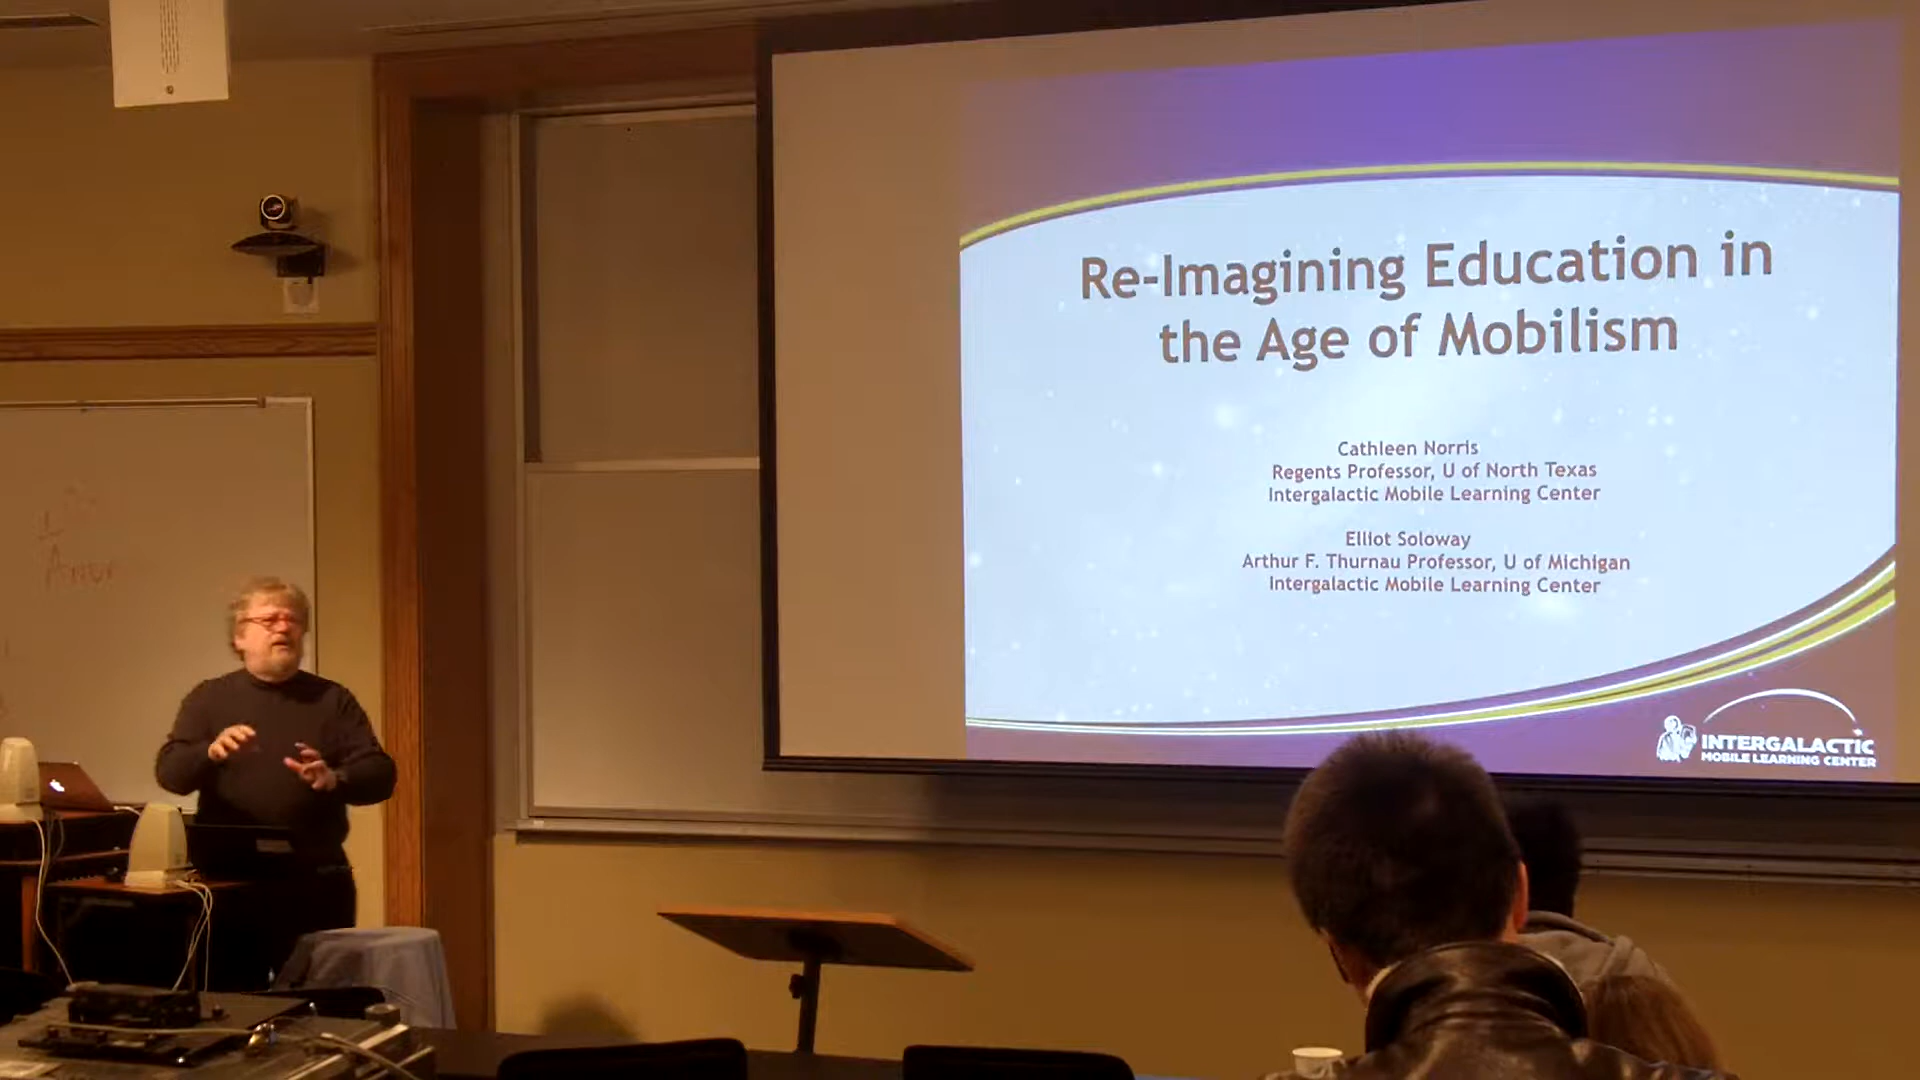 Re-Imagining Education in
the Age of Mobilism
Cathleen Norris
Regents Professor, U of North Texas
Intergalactic Mobile Learning Center
Elliot Soloway
Arthur F. Thurnau Professor, U of Michigan
Intergalactic Mobile Learning Center
INTERGALACTIC
MOBILE LEARNING CENTER